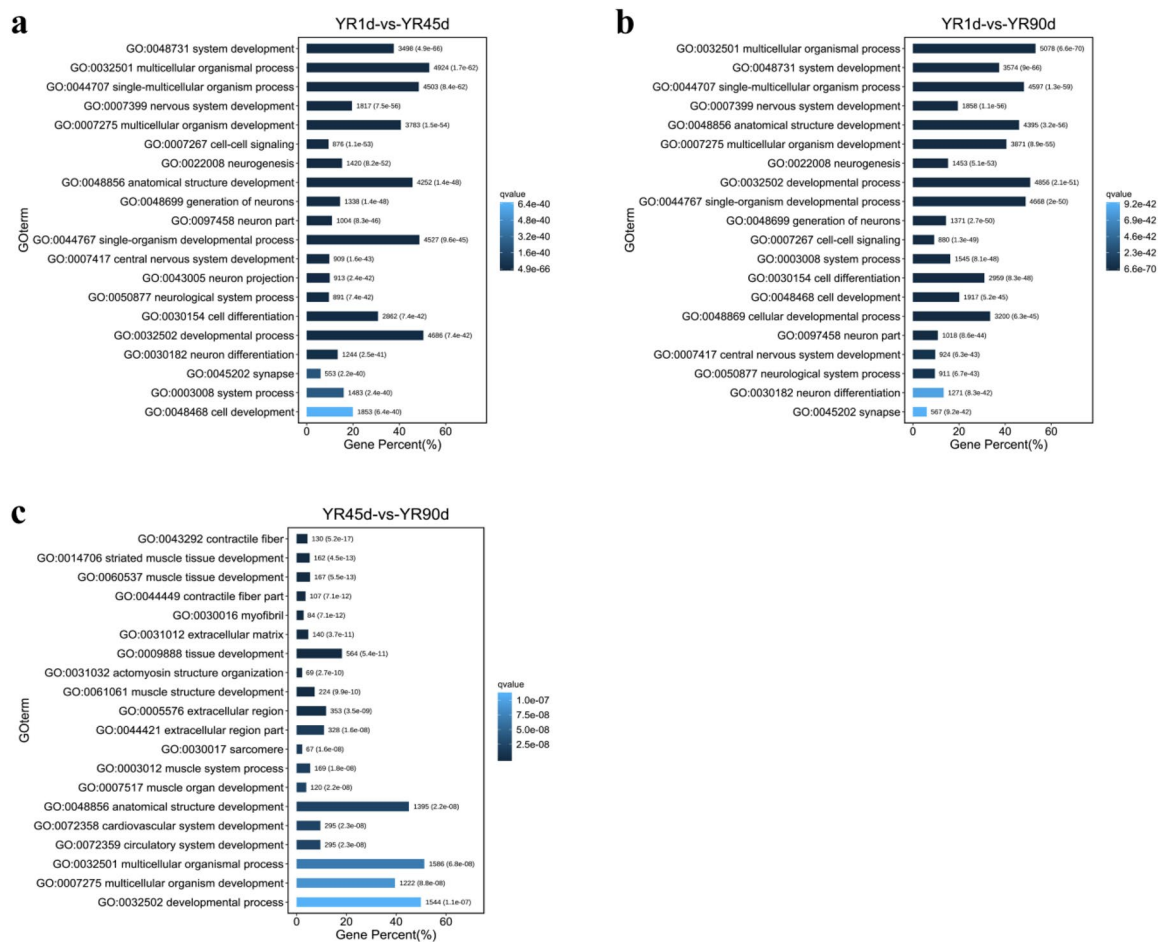 a
YR1d-vs-YR45d
GOterm
GO:0048731 system development 3498 (4.9e-66)
GO:0032501 multicellular organismal process 4924 (1.7e-62)
GO:0044707 single-multicellular organism process 4503 (8.4e-62)
GO:0007399 nervous system development 1817 (7.5e-56)
GO:0007275 multicellular organism development 3783 (1.5e-54)
GO:0007267 cell-cell signaling 876 (1.1e-53)
GO:0022008 neurogenesis 1420 (8.2e-52)
GO:0048856 anatomical structure development 4252 (1.4e-48)
GO:0048699 generation of neurons 1338 (1.4e-48)
GO:0097458 neuron part 1004 (8.3e-46)
GO:0044767 single-organism developmental process 4527 (9.6e-45)
GO:0007417 central nervous system development 909 (1.6e-43)
GO:0043005 neuron projection 913 (2.4e-42)
GO:0050877 neurological system process 891 (7.4e-42)
GO:0030154 cell differentiation 2862 (7.4e-42)
GO:0032502 developmental process 4686 (7.4e-42)
GO:0030182 neuron differentiation 1244 (2.5e-41)
GO:0045202 synapse 553 (2.2e-40)
GO:0003008 system process 1483 (2.4e-40)
GO:0048468 cell development 1853 (6.4e-40)
0 20 40 60
Gene Percent(%)
qvalue
6.4e-40
4.8e-40
3.2e-40
1.6e-40
4.9e-66
b
YR1d-vs-YR90d
GOterm
GO:0032501 multicellular organismal process 5078 (6.6e-70)
GO:0048731 system development 3574 (9e-66)
GO:0044707 single-multicellular organism process 4597 (1.3e-59)
GO:0007399 nervous system development 1858 (1.1e-56)
GO:0048856 anatomical structure development 4395 (3.2e-56)
GO:0007275 multicellular organism development 3871 (8.9e-55)
GO:0022008 neurogenesis 1453 (5.1e-53)
GO:0032502 developmental process 4856 (2.1e-51)
GO:0044767 single-organism developmental process 4668 (2e-50)
GO:0048699 generation of neurons 1371 (2.7e-50)
GO:0007267 cell-cell signaling 880 (1.3e-49)
GO:0003008 system process 1545 (8.1e-48)
GO:0030154 cell differentiation 2959 (8.3e-48)
GO:0048468 cell development 1917 (5.2e-45)
GO:0048869 cellular developmental process 3200 (6.3e-45)
GO:0097458 neuron part 1018 (8.6e-44)
GO:0007417 central nervous system development 924 (6.3e-43)
GO:0050877 neurological system process 911 (6.7e-43)
GO:0030182 neuron differentiation 1271 (8.3e-42)
GO:0045202 synapse 567 (9.2e-42)
0 20 40 60
Gene Percent(%)
qvalue
9.2e-42
6.9e-42
4.6e-42
2.3e-42
6.6e-70
c
YR45d-vs-YR90d
GOterm
GO:0043292 contractile fiber 130 (5.2e-17)
GO:0014706 striated muscle tissue development 162 (4.5e-13)
GO:0060537 muscle tissue development 167 (5.5e-13)
GO:0044449 contractile fiber part 107 (7.1e-12)
GO:0030016 myofibril 84 (7.1e-12)
GO:0031012 extracellular matrix 140 (3.7e-11)
GO:0009888 tissue development 564 (5.4e-11)
GO:0031032 actomyosin structure organization 69 (2.7e-10)
GO:0061061 muscle structure development 224 (9.9e-10)
GO:0005576 extracellular region 353 (3.5e-09)
GO:0044421 extracellular region part 328 (1.6e-08)
GO:0030017 sarcomere 67 (1.6e-08)
GO:0003012 muscle system process 169 (1.8e-08)
GO:0007517 muscle organ development 120 (2.2e-08)
GO:0048856 anatomical structure development 1395 (2.2e-08)
GO:0072358 cardiovascular system development 295 (2.3e-08)
GO:0072359 circulatory system development 295 (2.3e-08)
GO:0032501 multicellular organismal process 1586 (6.8e-08)
GO:0007275 multicellular organism development 1222 (8.8e-08)
GO:0032502 developmental process 1544 (1.1e-07)
0 20 40 60
Gene Percent(%)
qvalue
1.0e-07
7.5e-08
5.0e-08
2.5e-08